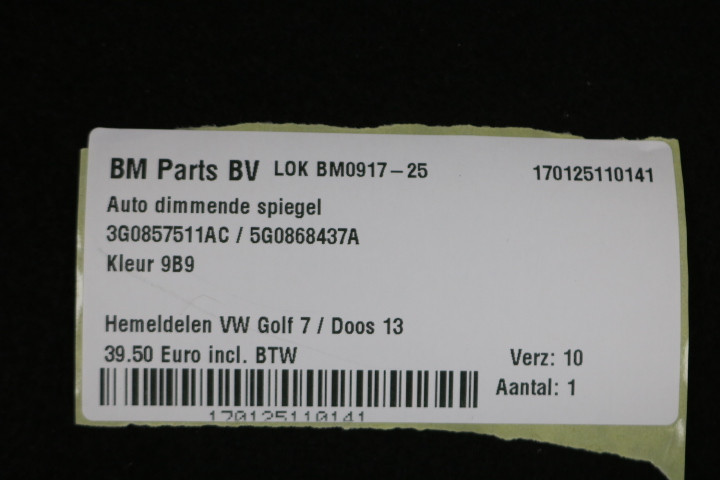 BM Parts BV LOK BM0917-25 170125110141
Auto dimmende spiegel
3G0857511AC / 5G0868437A
Kleur 9B9
Hemeldelen VW Golf 7 / Doos 13
39.50 Euro incl. BTW Verz: 10
Aantal: 1
170125110141